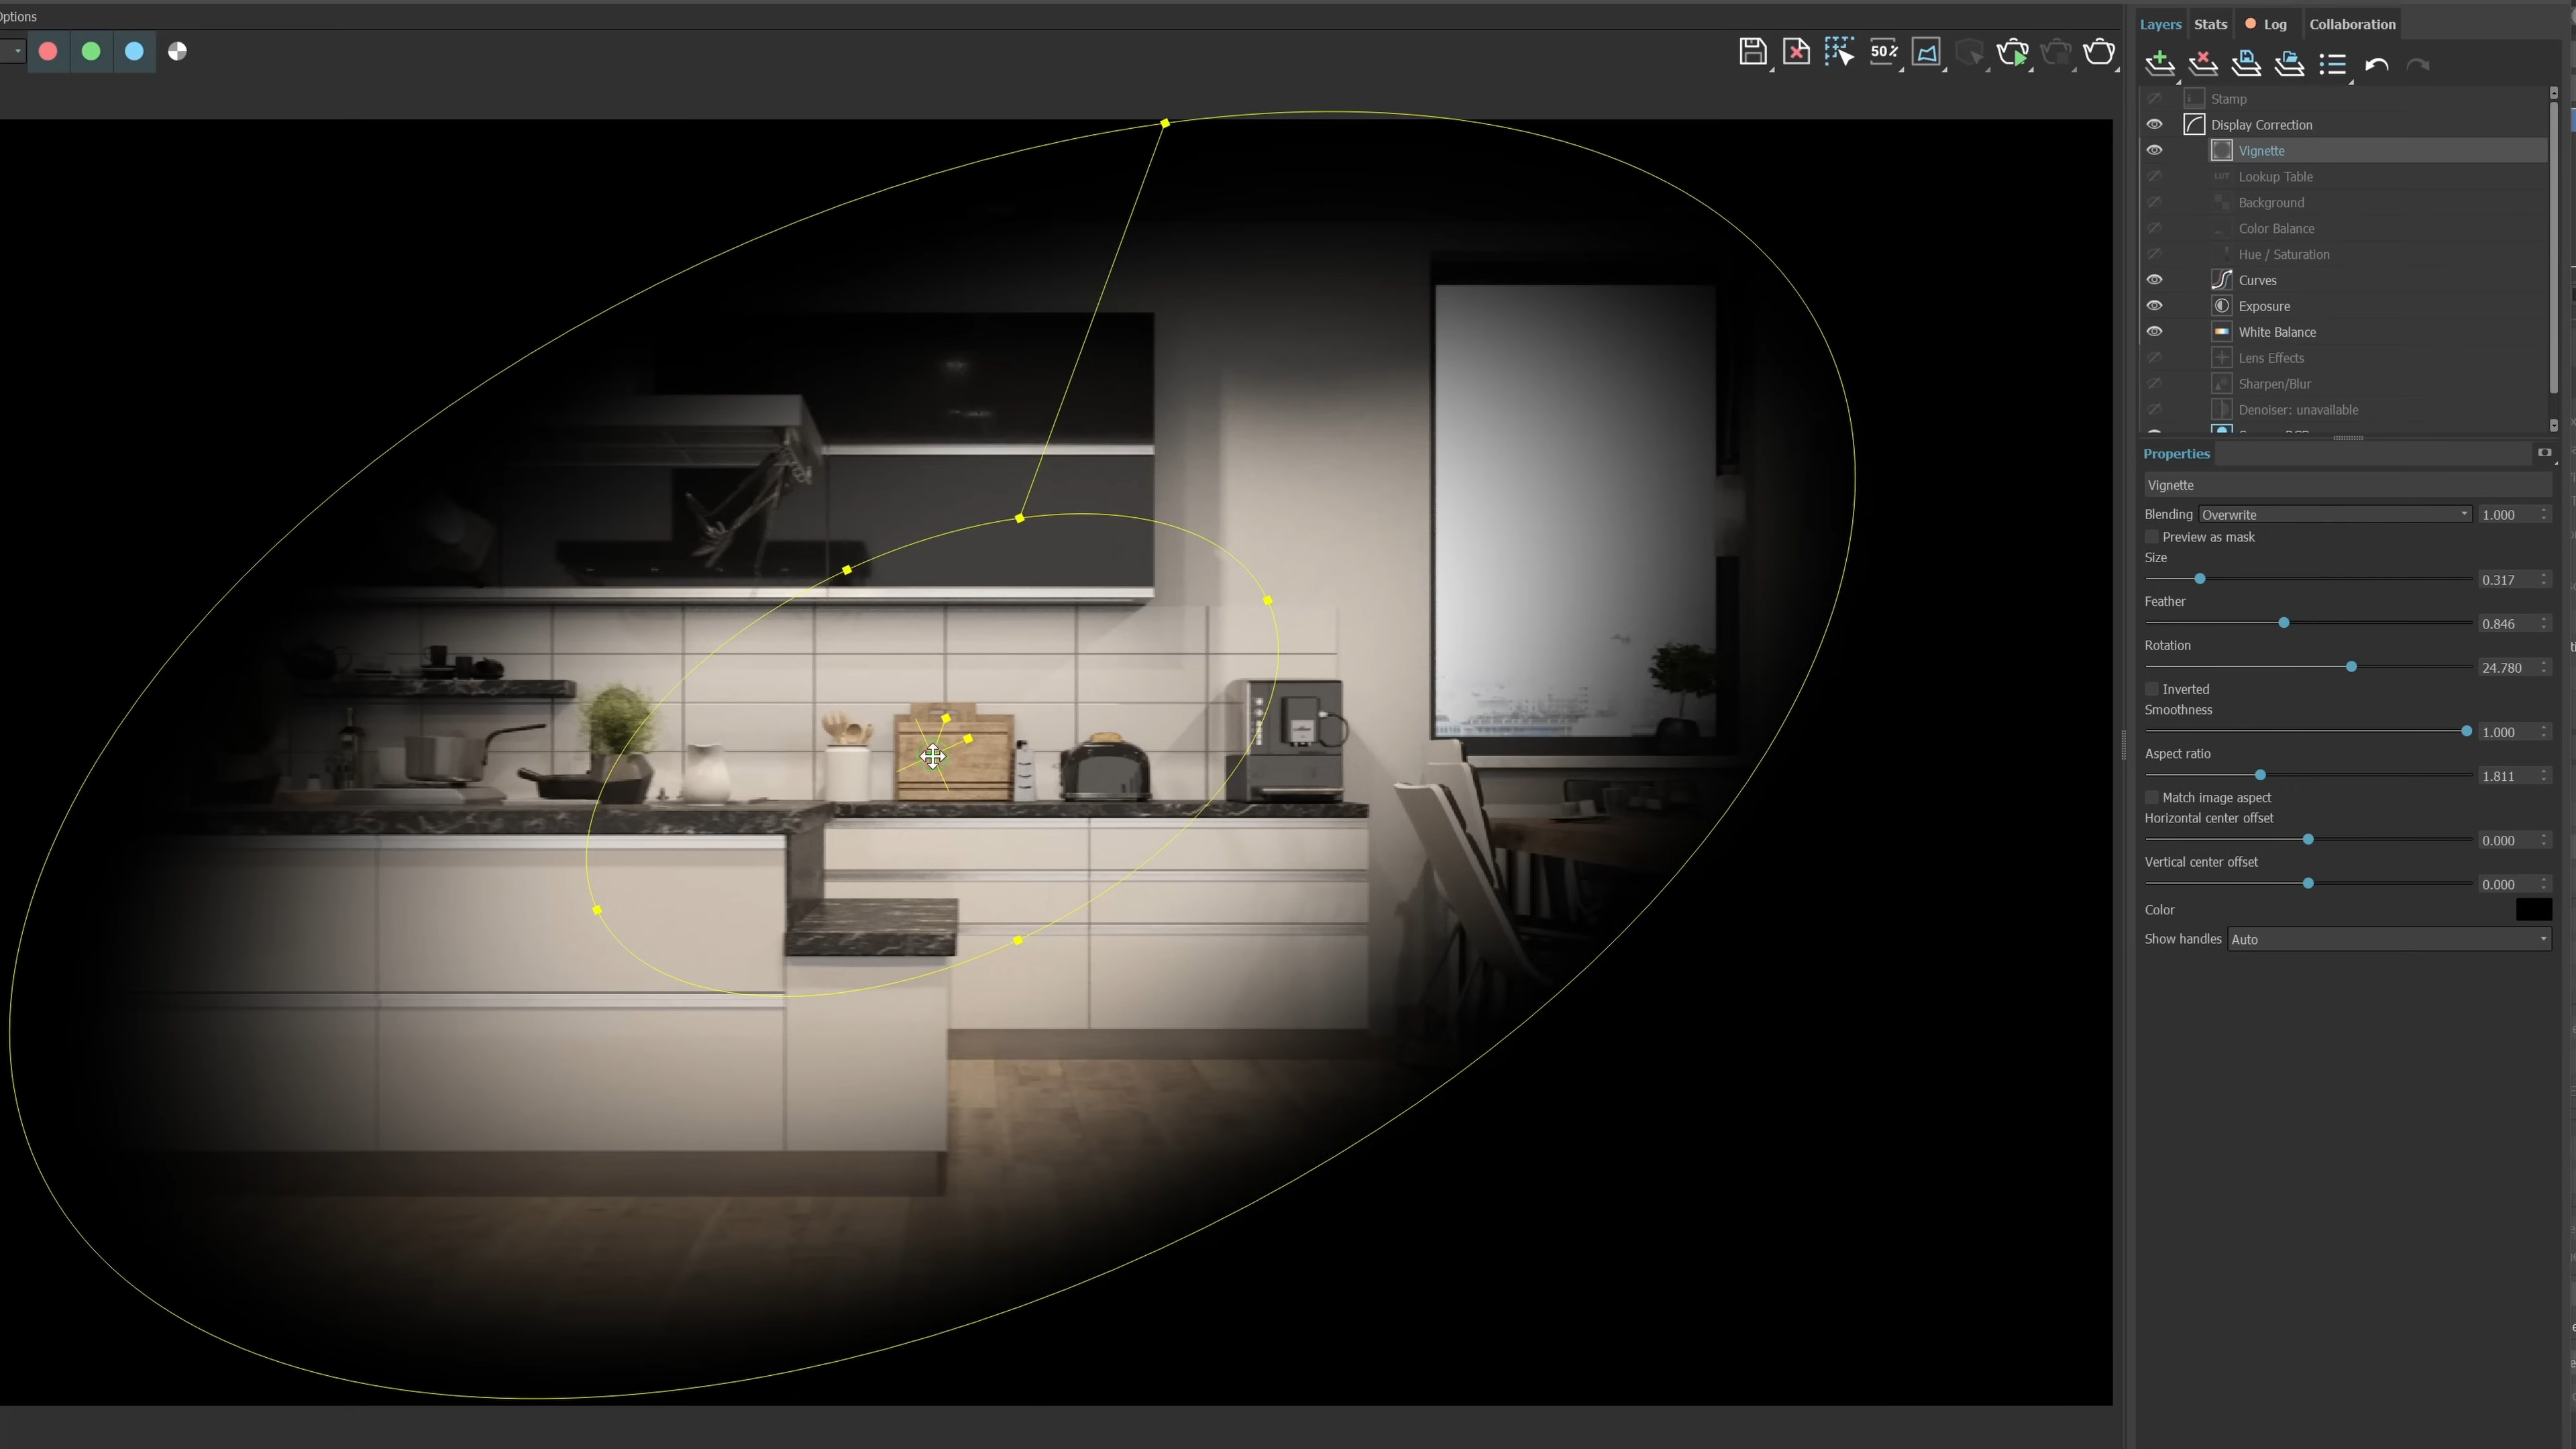 Options
50%
Layers Stats Log Collaboration
Stamp
Display Correction
Vignette
LUT Lookup Table
Background
Color Balance
Hue / Saturation
Curves
Exposure
White Balance
Lens Effects
Sharpen/Blur
Denoiser: unavailable
Properties
Vignette
Blending Overwrite 1.000
Preview as mask
Size
0.317
Feather
0.846
Rotation
24.780
Inverted
Smoothness
1.000
Aspect ratio
1.811
Match image aspect
Horizontal center offset
0.000
Vertical center offset
0.000
Color
Show handles Auto